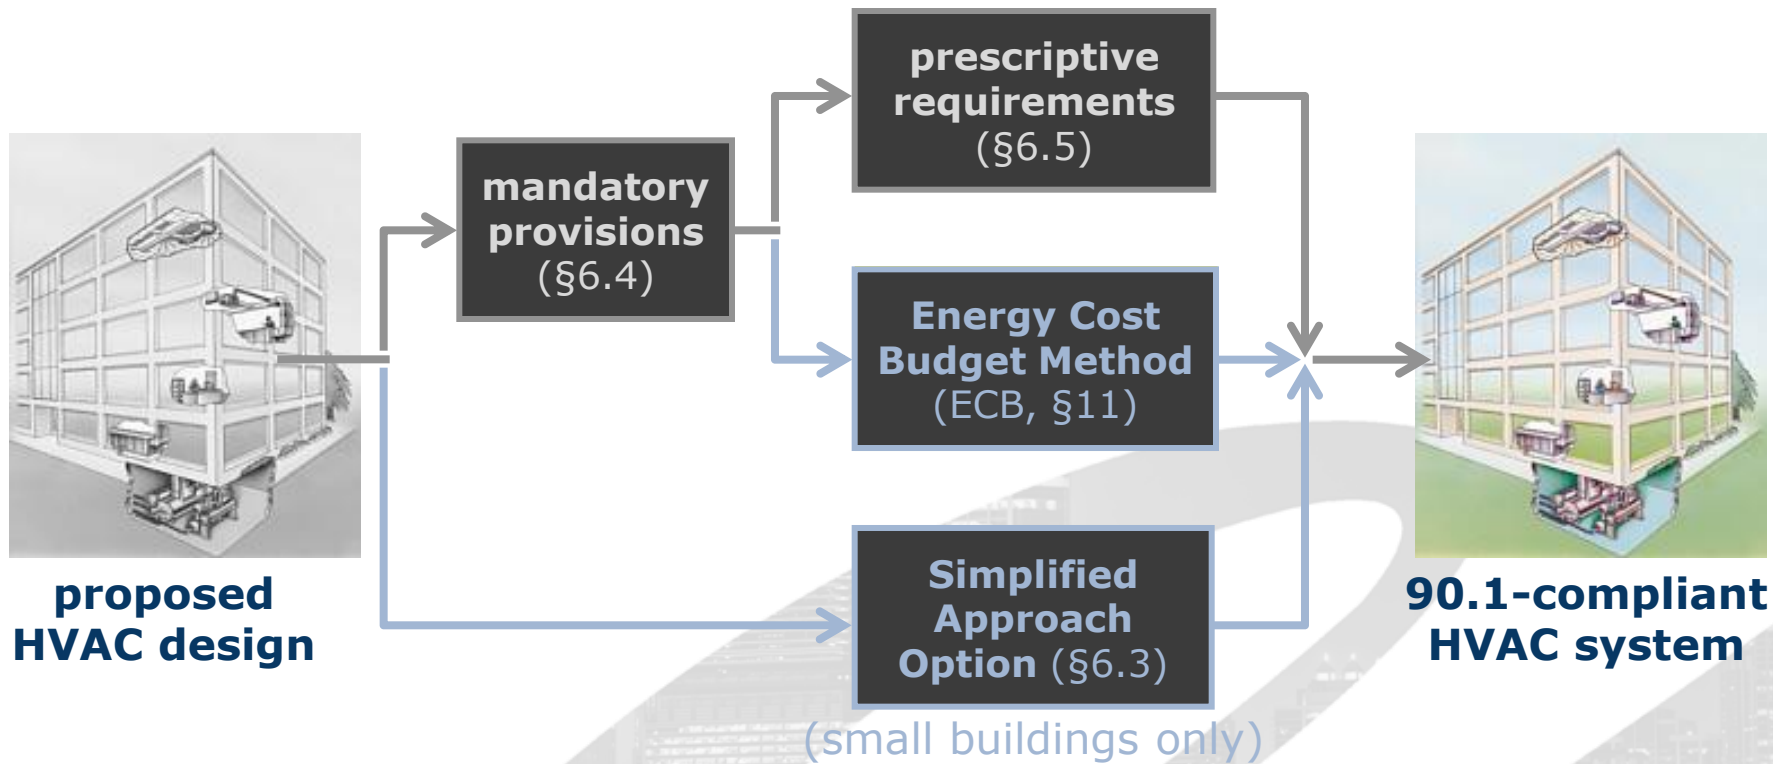 proposed
HVAC design
mandatory
provisions
(§6.4)
prescriptive
requirements
(§6.5)
Energy Cost
Budget Method
(ECB, §11)
Simplified
Approach
Option (§6.3)
(small buildings only)
90.1-compliant
HVAC system